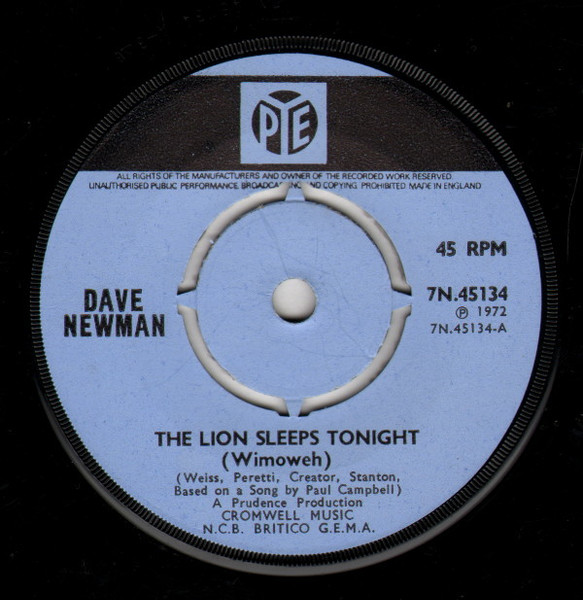 PYE
ALL RIGHTS OF THE MANUFACTURERS AND OWNER OF THE RECORDED WORK RESERVED.
UNAUTHORISED PUBLIC PERFORMANCE, BROADCASTING AND COPYING PROHIBITED MADE IN ENGLAND
45 RPM
DAVE
NEWMAN
7N.45134
Ⓟ 1972
7N.45134-A
THE LION SLEEPS TONIGHT
(Wimoweh)
(Weiss, Peretti, Creator, Stanton,
Based on a Song by Paul Campbell)
A Prudence Production
CROMWELL MUSIC
N.C.B. BRITICO G.E.M.A.